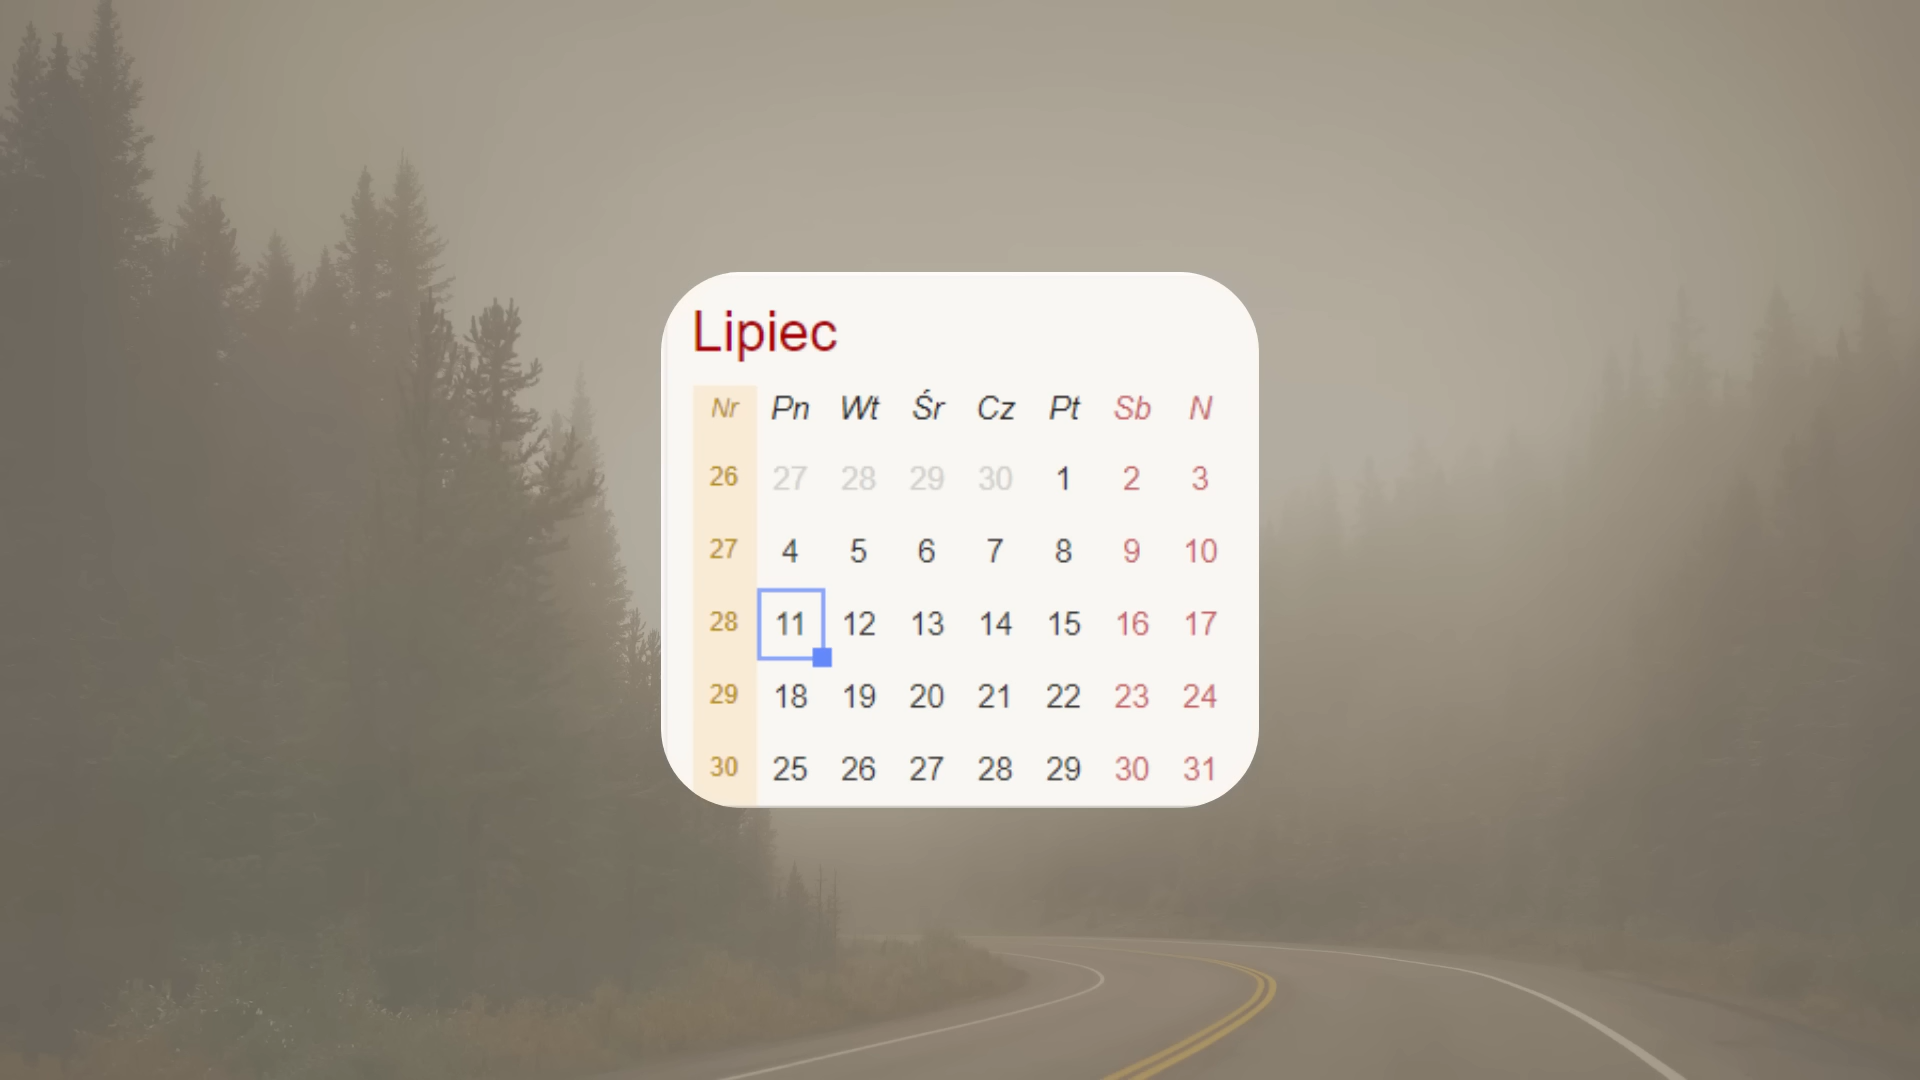 Lipiec
Nr Pn Wt Śr Cz Pt Sb N
26 27 28 29 30 1 2 3
27 4 5 6 7 8 9 10
28 11 12 13 14 15 16 17
29 18 19 20 21 22 23 24
30 25 26 27 28 29 30 31